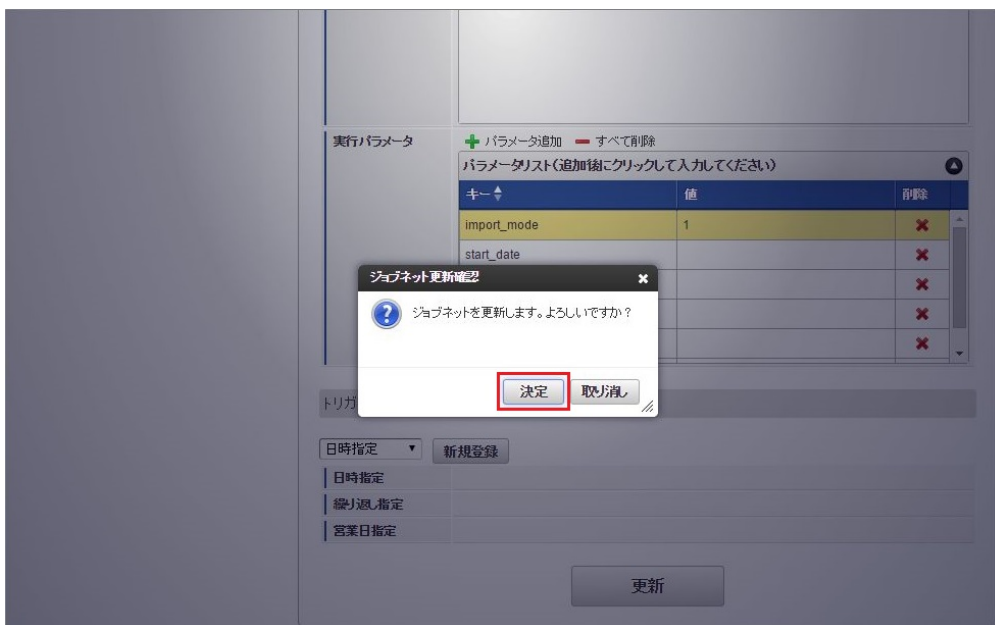 実行パラメータ
パラメータ追加 すべて削除
パラメータリスト(追加後にクリックして入力してください)
キー 値 削除
import_mode 1
start_date
ジョブネット更新確認
ジョブネットを更新します。よろしいですか?
決定 取り消し
トリガ
日時指定 新規登録
日時指定
繰り返し指定
営業日指定
更新